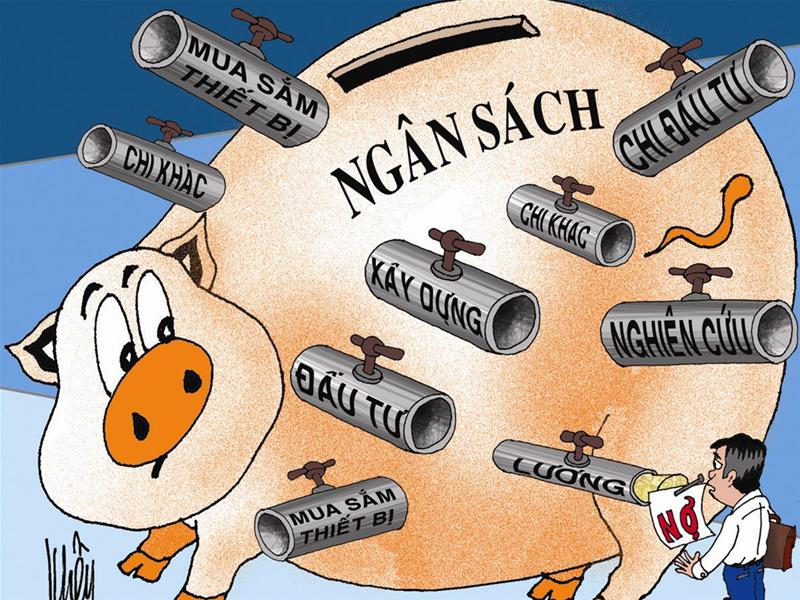 MUA SẮM
THIẾT BỊ
CHI KHÁC
NGÂN SÁCH
CHI ĐẦU TƯ
CHI KHÁC
XÂY DỰNG
NGHIÊN CỨU
ĐẦU TƯ
LƯƠNG
MUA SẮM
THIẾT BỊ
NỢ
Khều